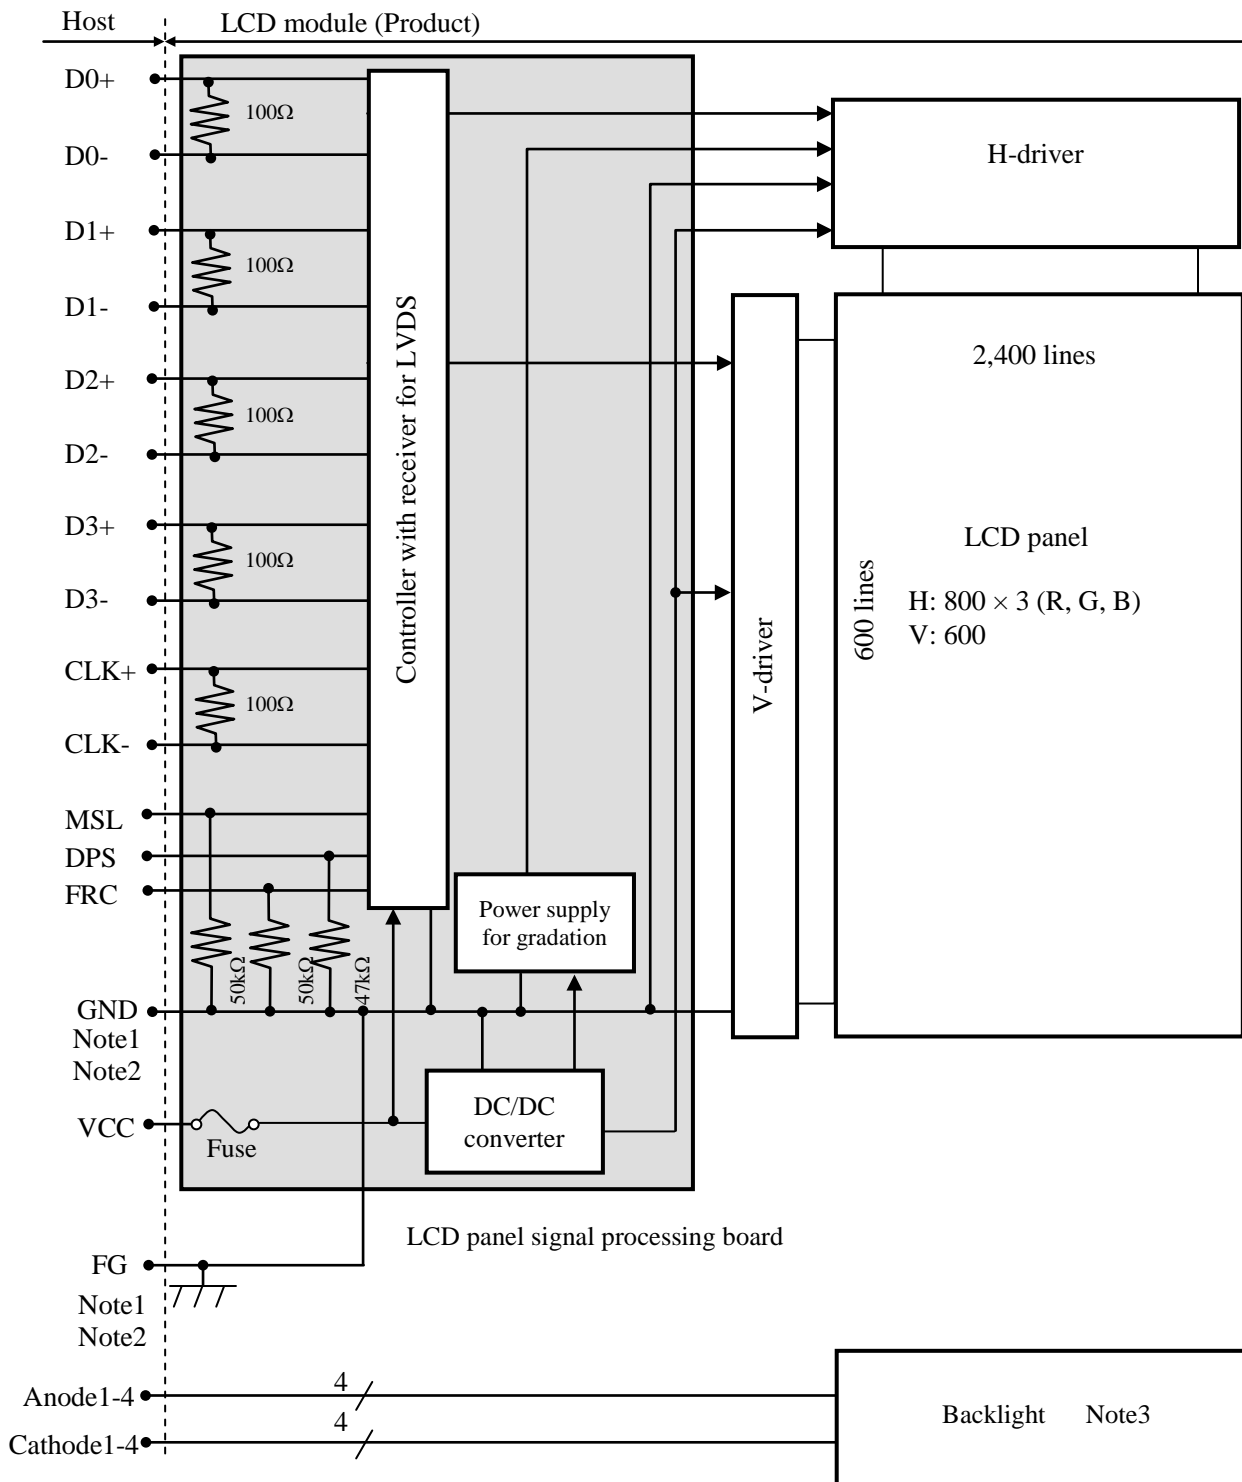 Host
LCD module (Product)
D0+
100Ω
D0-
H-driver
D1+
100Ω
D1-
D2+
100Ω
D2-
D3+
100Ω
D3-
CLK+
100Ω
CLK-
MSL
DPS
FRC
Controller with receiver for LVDS
V-driver
2,400 lines
600 lines
LCD panel
H: 800 × 3 (R, G, B)
V: 600
Power supply
for gradation
50kΩ
50kΩ
47kΩ
GND
Note1
Note2
VCC
Fuse
DC/DC
converter
LCD panel signal processing board
FG
Note1
Note2
4
Anode1-4
4
Cathode1-4
Backlight Note3